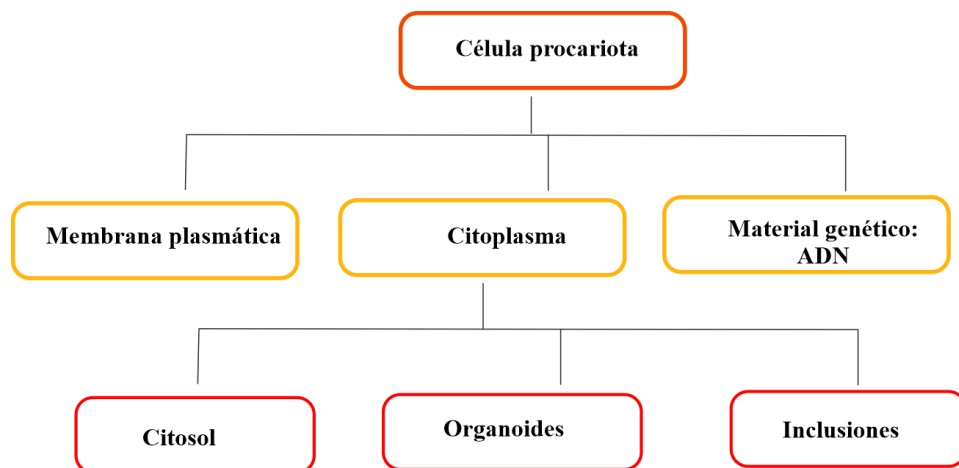 Célula procariota
Membrana plasmática
Citoplasma
Material genético:
ADN
Citosol
Organoides
Inclusiones